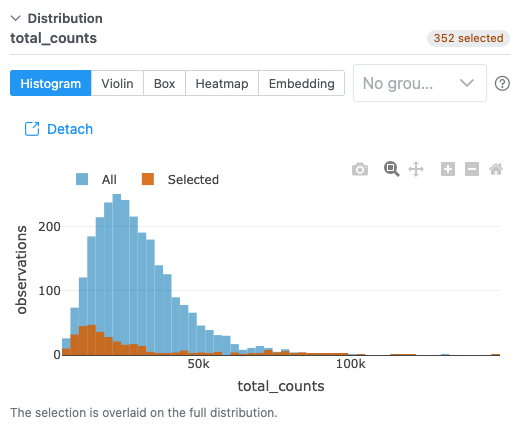 Distribution
total_counts
352 selected
Histogram Violin Box Heatmap Embedding No grou... ?
Detach
All Selected
observations
200
100
0
50k 100k
total_counts
The selection is overlaid on the full distribution.